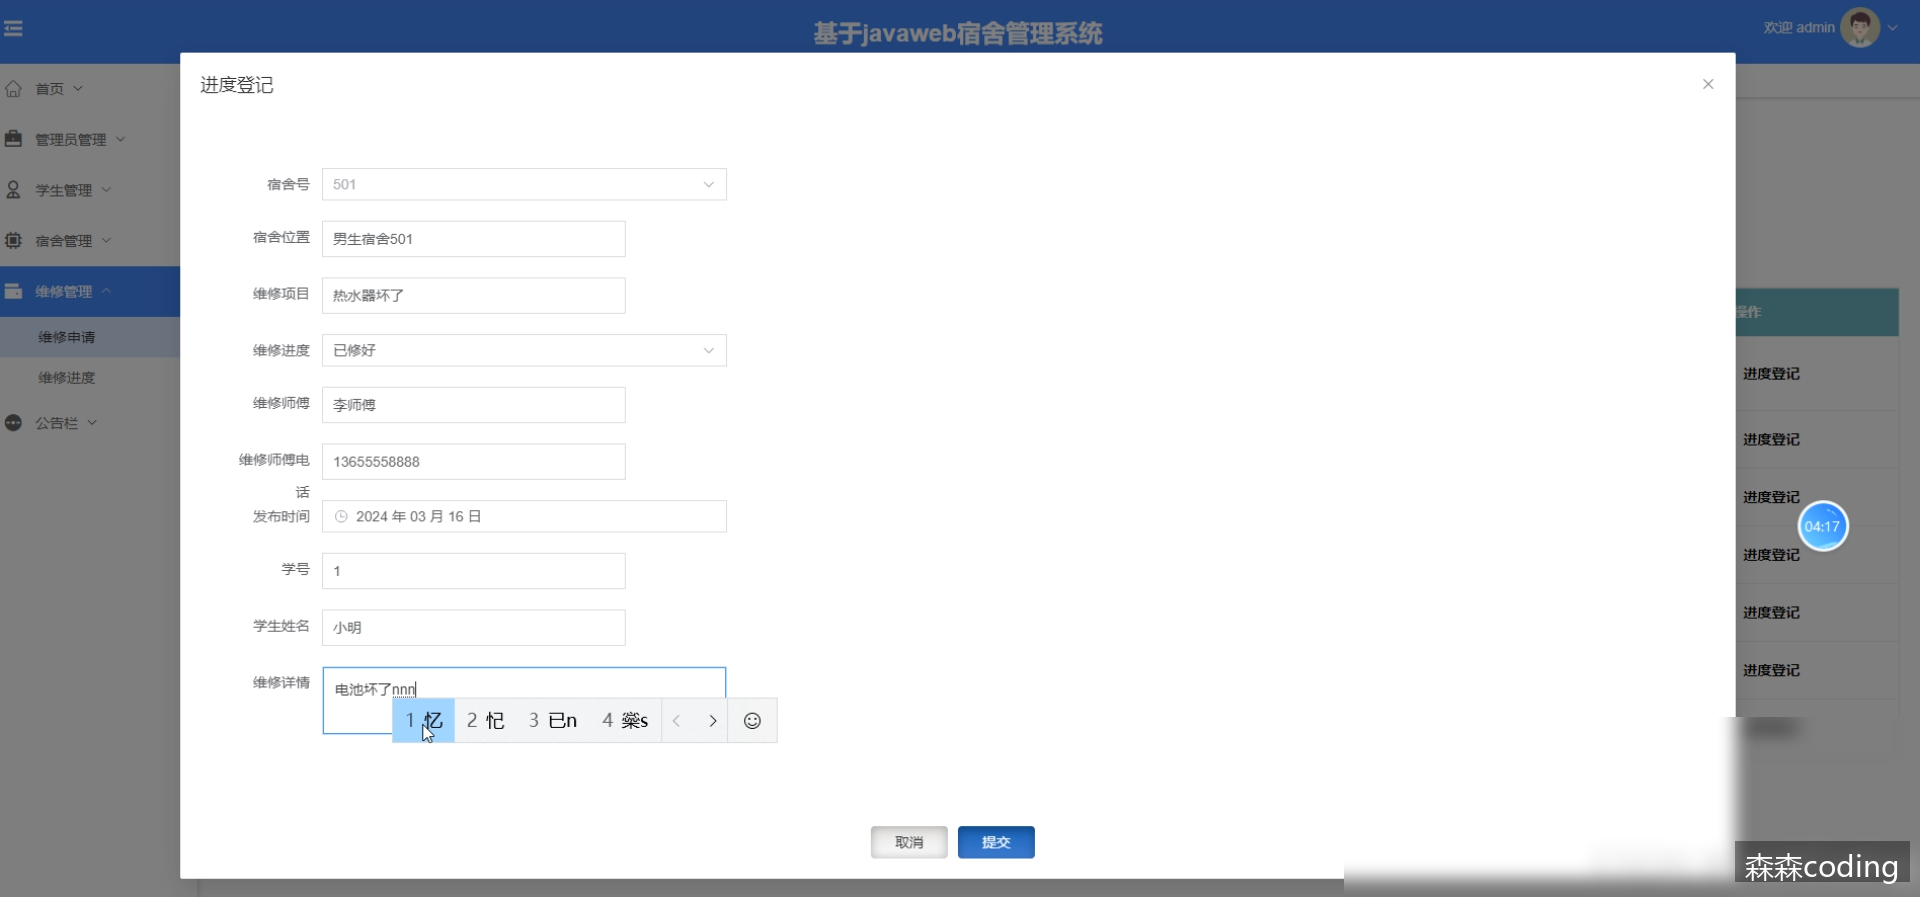 基于javaweb宿舍管理系统
欢迎 admin
首页
管理员管理
学生管理
宿舍管理
维修管理
维修申请
维修进度
公告栏
进度登记
宿舍号 501
宿舍位置 男生宿舍501
维修项目 热水器坏了
维修进度 已修好
维修师傅 李师傅
维修师傅电 13655558888
话
发布时间 2024 年 03 月 16 日
学号 1
学生姓名 小明
维修详情 电池坏了nnn
1 忆 2 忋 3 已n 4
取消 提交
操作
进度登记
进度登记
进度登记
04:17
进度登记
进度登记
进度登记
森森coding